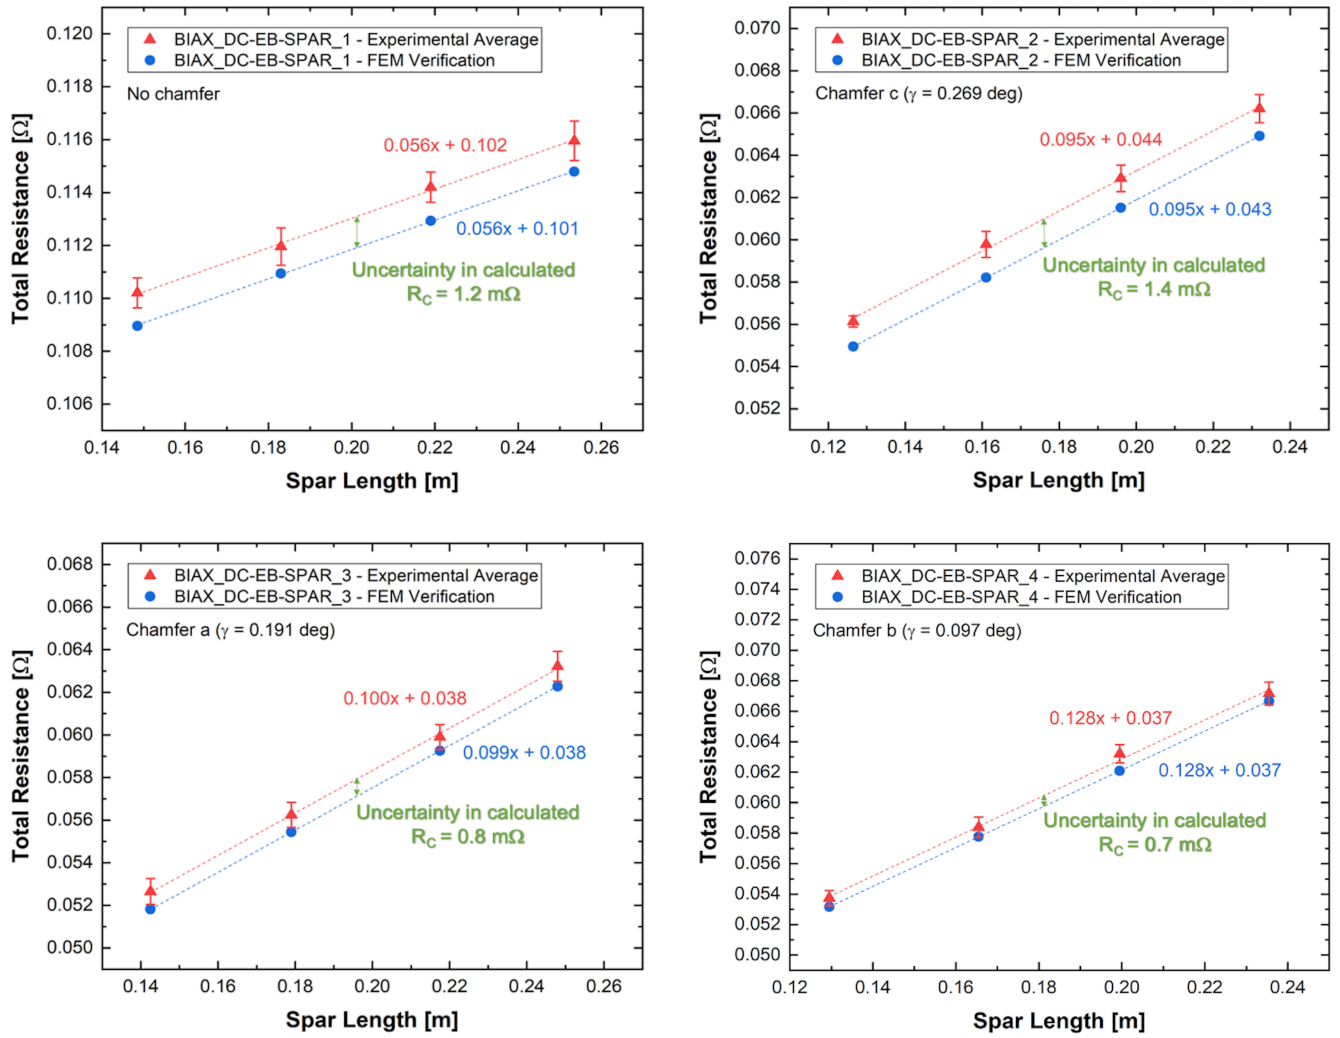 BIAX_DC-EB-SPAR_1 - Experimental Average
BIAX_DC-EB-SPAR_1 - FEM Verification
No chamfer
0.056x + 0.102
0.056x + 0.101
Uncertainty in calculated
R_C = 1.2 mΩ
Total Resistance [Ω]
0.120
0.118
0.116
0.114
0.112
0.110
0.108
0.106
0.14 0.16 0.18 0.20 0.22 0.24 0.26
Spar Length [m]
BIAX_DC-EB-SPAR_2 - Experimental Average
BIAX_DC-EB-SPAR_2 - FEM Verification
Chamfer c (γ = 0.269 deg)
0.095x + 0.044
0.095x + 0.043
Uncertainty in calculated
R_C = 1.4 mΩ
Total Resistance [Ω]
0.070
0.068
0.066
0.064
0.062
0.060
0.058
0.056
0.054
0.052
0.12 0.14 0.16 0.18 0.20 0.22 0.24
Spar Length [m]
BIAX_DC-EB-SPAR_3 - Experimental Average
BIAX_DC-EB-SPAR_3 - FEM Verification
Chamfer a (γ = 0.191 deg)
0.100x + 0.038
0.099x + 0.038
Uncertainty in calculated
R_C = 0.8 mΩ
Total Resistance [Ω]
0.068
0.066
0.064
0.062
0.060
0.058
0.056
0.054
0.052
0.050
0.14 0.16 0.18 0.20 0.22 0.24 0.26
Spar Length [m]
BIAX_DC-EB-SPAR_4 - Experimental Average
BIAX_DC-EB-SPAR_4 - FEM Verification
Chamfer b (γ = 0.097 deg)
0.128x + 0.037
0.128x + 0.037
Uncertainty in calculated
R_C = 0.7 mΩ
Total Resistance [Ω]
0.076
0.074
0.072
0.070
0.068
0.066
0.064
0.062
0.060
0.058
0.056
0.054
0.052
0.050
0.12 0.14 0.16 0.18 0.20 0.22 0.24
Spar Length [m]